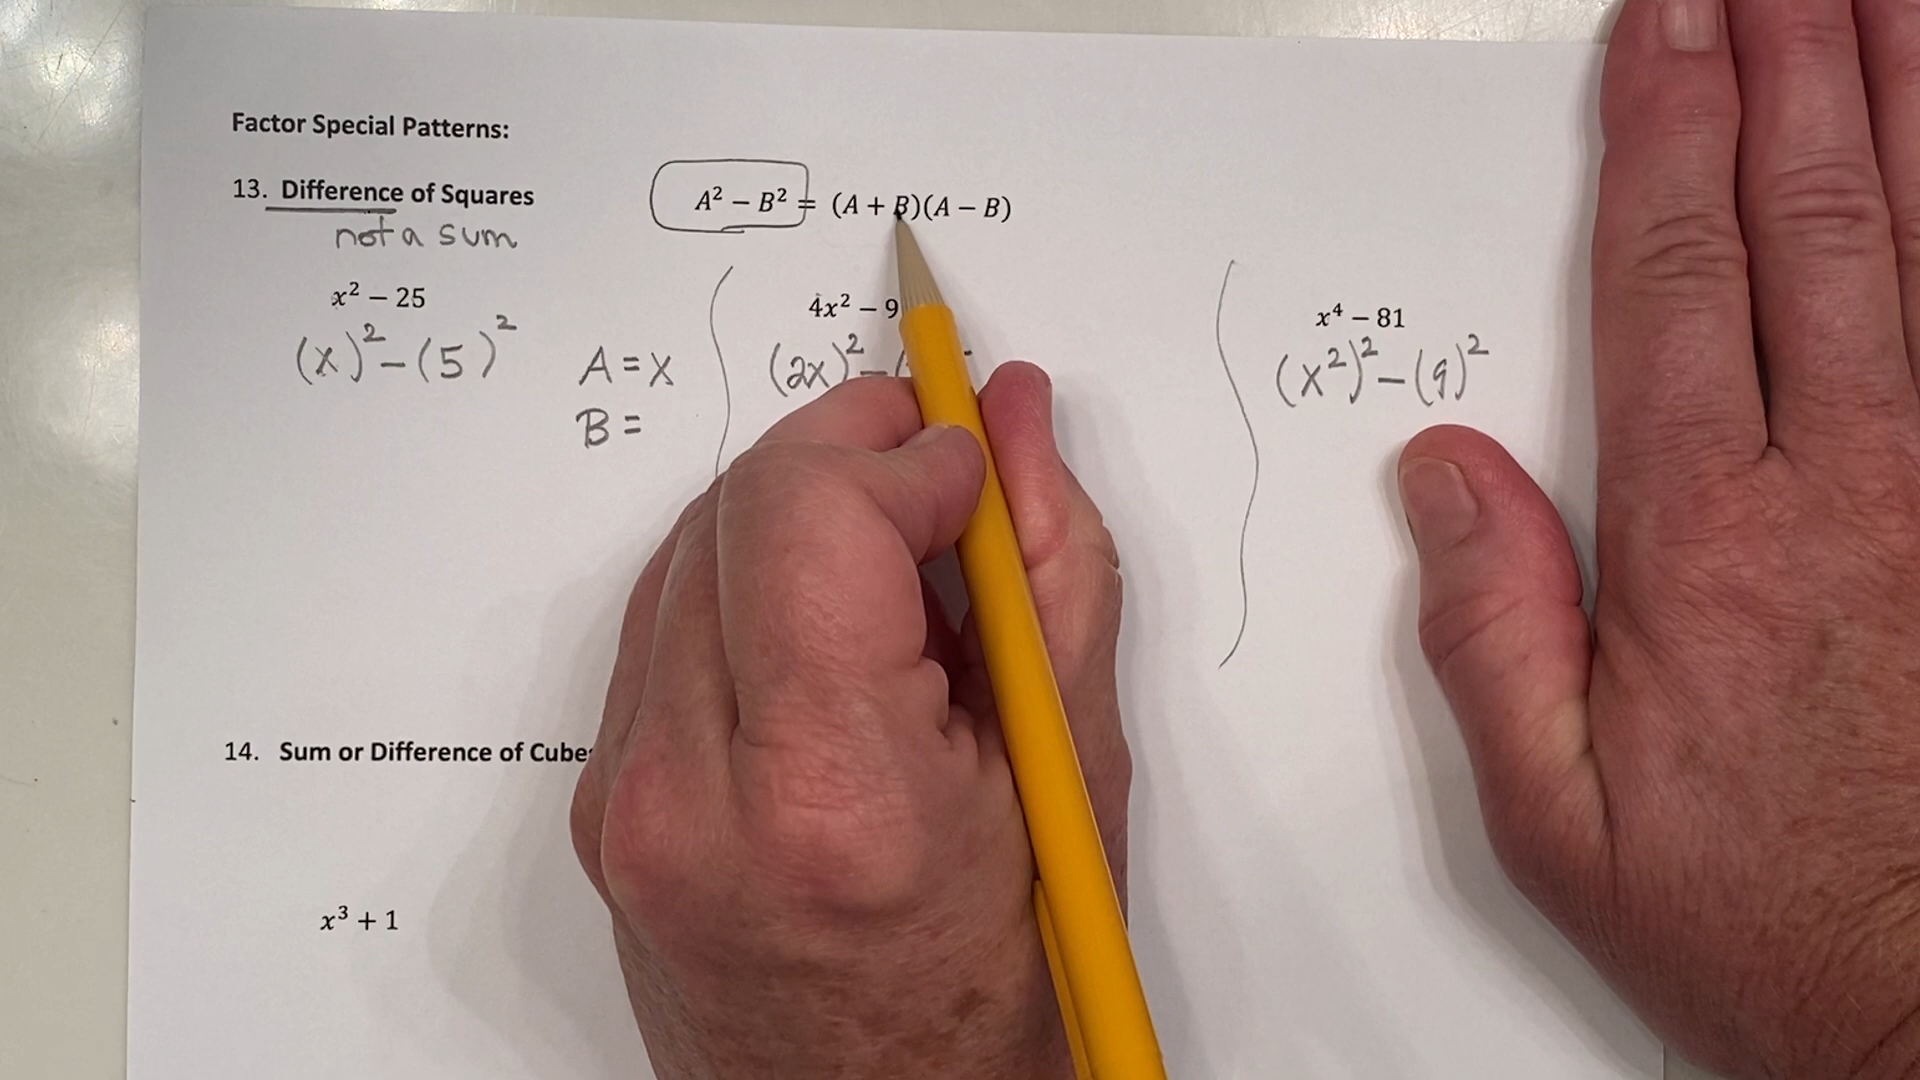 Factor Special Patterns:
13. Difference of Squares
A² − B² = (A + B)(A − B)
not a sum
x² − 25
(x)² − (5)²
A = x
B =
4x² − 9
(2x)² − (
x⁴ − 81
(x²)² − (9)²
14. Sum or Difference of
x³ + 1